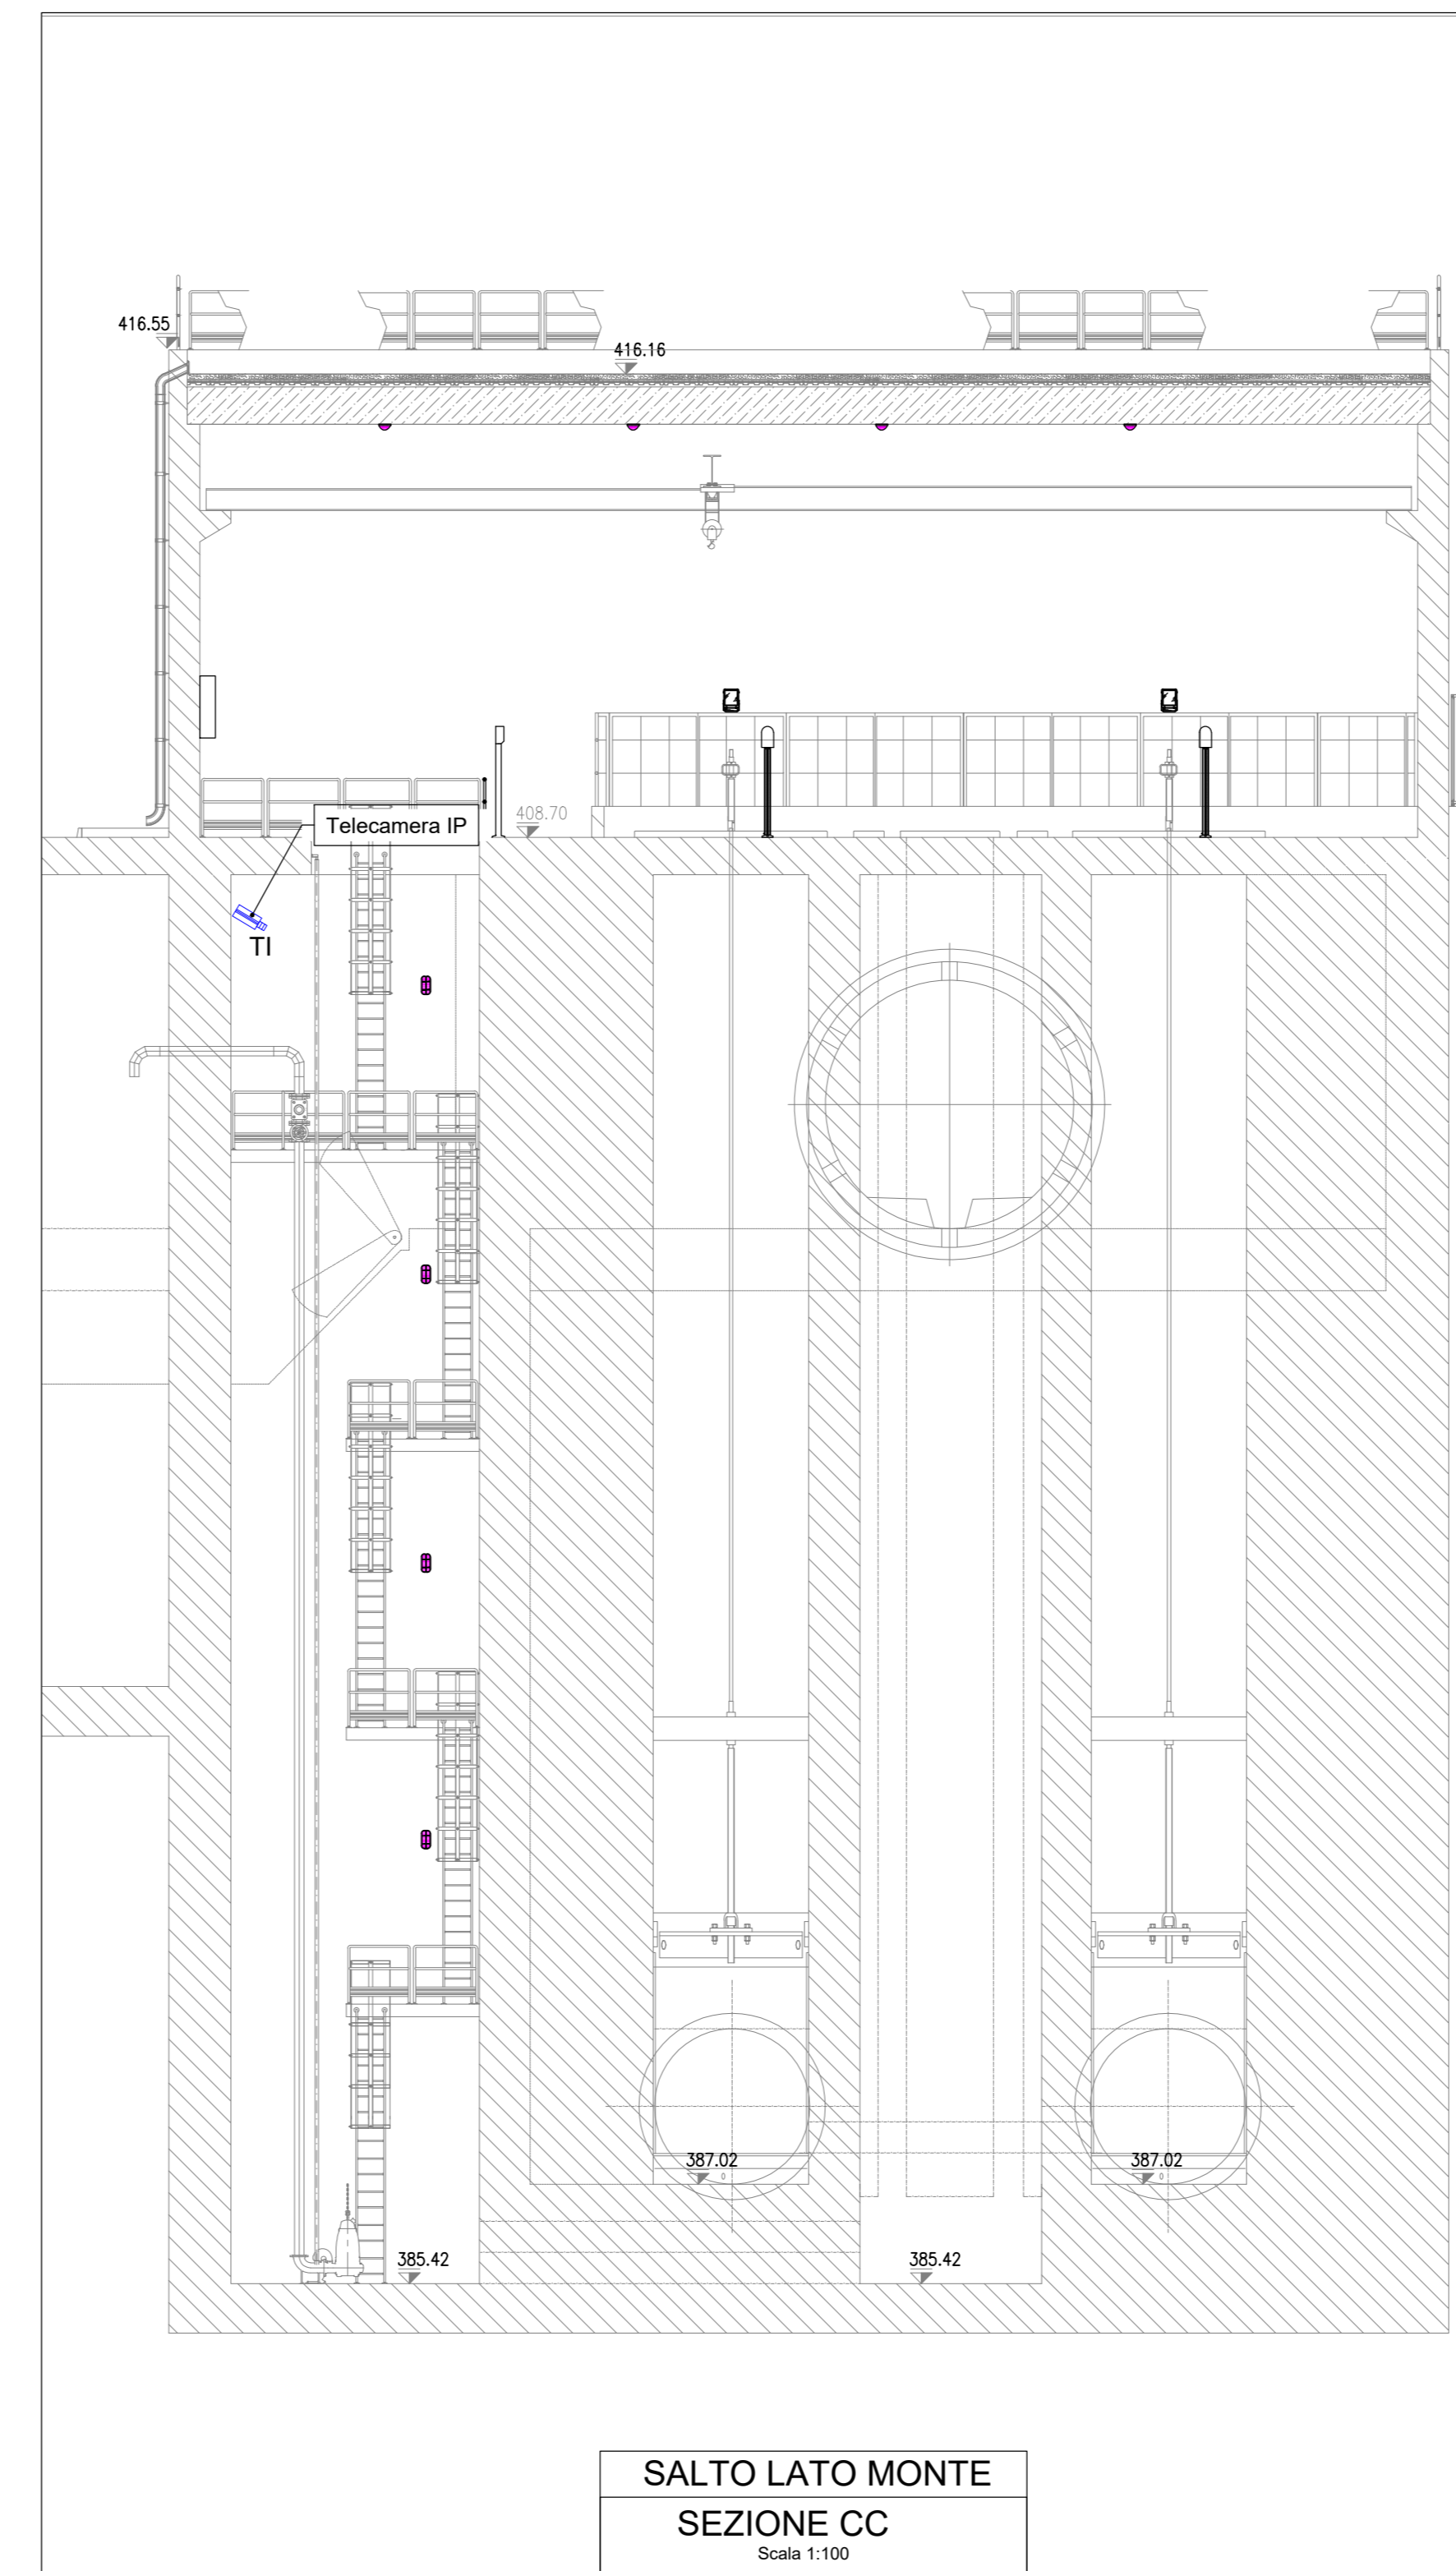 416.55
416.16
408.70
Telecamera IP
TI
387.02
387.02
385.42
385.42
SALTO LATO MONTE
SEZIONE CC
Scala 1:100